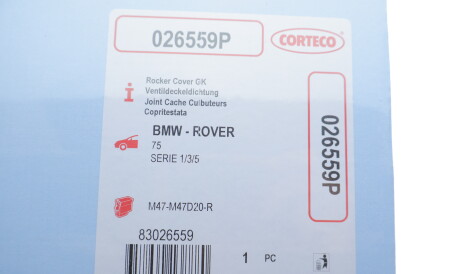 026559P
CORTECO
Rocker Cover GK
Ventildeckeldichtung
Joint Cache Culbuteurs
Copritestata
BMW - ROVER
75
SERIE 1/3/5
M47-M47D20-R
83026559
1 PC
026559P